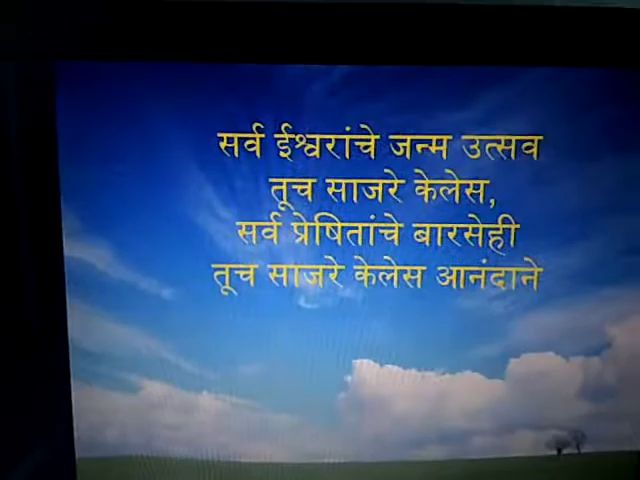 सर्व ईश्वरांचे जन्म उत्सव
तूच साजरे केलेस,
सर्व प्रेषितांचे बारसेही
तूच साजरे केलेस आनंदाने